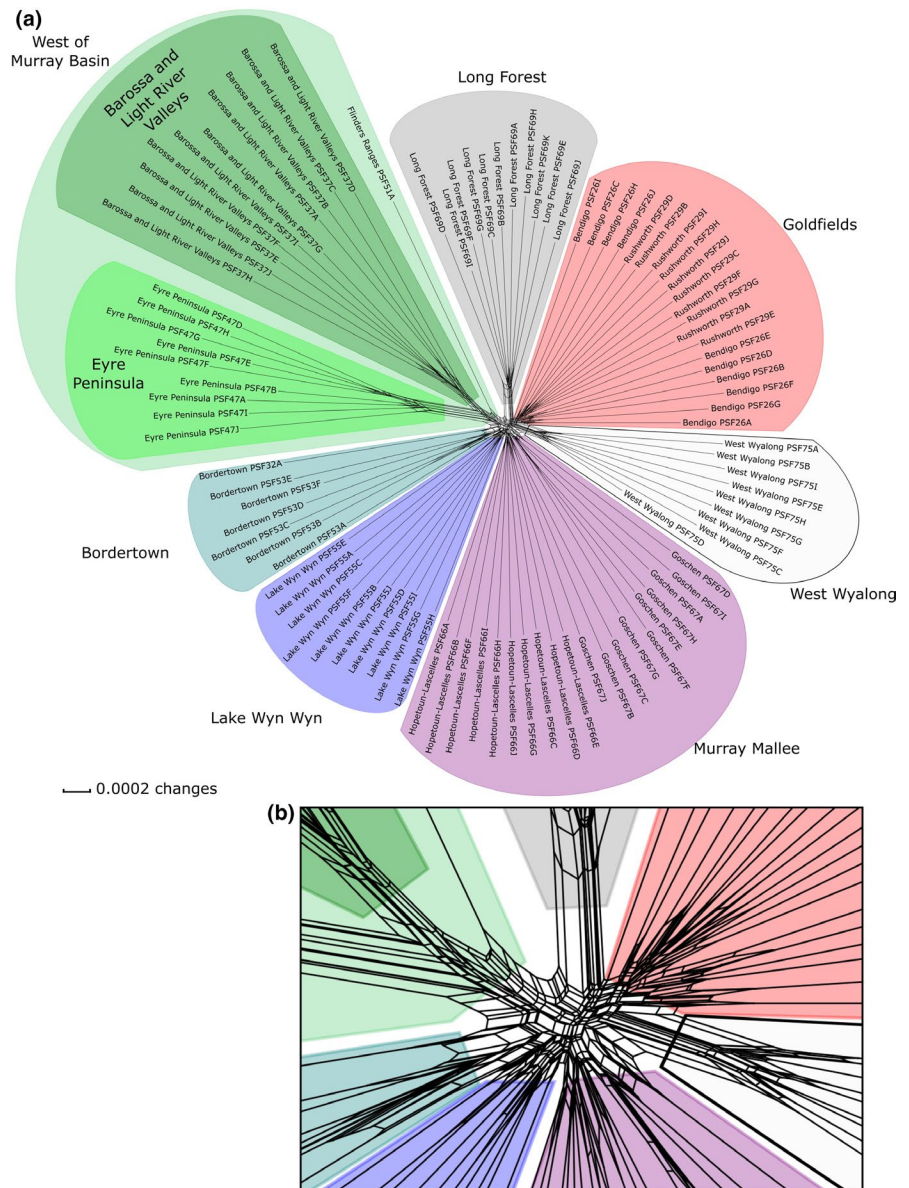 (a)
West of
Murray Basin
Barossa and
Light River
Valleys
Barossa and Light River Valleys PSF37D
Barossa and Light River Valleys PSF37C
Barossa and Light River Valleys PSF37B
Barossa and Light River Valleys PSF37A
Barossa and Light River Valleys PSF37G
Barossa and Light River Valleys PSF37I
Barossa and Light River Valleys PSF37F
Barossa and Light River Valleys PSF37E
Barossa and Light River Valleys PSF37J
Barossa and Light River Valleys PSF37H
Flinders Ranges PSF51A
Long Forest
Long Forest PSF69D
Long Forest PSF69I
Long Forest PSF69F
Long Forest PSF69G
Long Forest PSF69C
Long Forest PSF69B
Long Forest PSF69A
Long Forest PSF69H
Long Forest PSF69K
Long Forest PSF69E
Long Forest PSF69J
Goldfields
Bendigo PSF26I
Bendigo PSF26C
Bendigo PSF26H
Bendigo PSF26J
Rushworth PSF29D
Rushworth PSF29B
Rushworth PSF29I
Rushworth PSF29H
Rushworth PSF29J
Rushworth PSF29C
Rushworth PSF29F
Rushworth PSF29G
Rushworth PSF29A
Rushworth PSF29E
Bendigo PSF26E
Bendigo PSF26D
Bendigo PSF26B
Bendigo PSF26F
Bendigo PSF26G
Bendigo PSF26A
Eyre
Peninsula
Eyre Peninsula PSF47D
Eyre Peninsula PSF47H
Eyre Peninsula PSF47G
Eyre Peninsula PSF47E
Eyre Peninsula PSF47F
Eyre Peninsula PSF47B
Eyre Peninsula PSF47A
Eyre Peninsula PSF47I
Eyre Peninsula PSF47J
West Wyalong PSF75A
West Wyalong PSF75B
West Wyalong PSF75I
West Wyalong PSF75E
West Wyalong PSF75H
West Wyalong PSF75G
West Wyalong PSF75F
West Wyalong PSF75C
West Wyalong PSF75D
West Wyalong
Bordertown PSF32A
Bordertown PSF53E
Bordertown PSF53F
Bordertown PSF53D
Bordertown PSF53C
Bordertown PSF53B
Bordertown PSF53A
Bordertown
Lake Wyn Wyn PSF55E
Lake Wyn Wyn PSF55A
Lake Wyn Wyn PSF55C
Lake Wyn Wyn PSF55F
Lake Wyn Wyn PSF55B
Lake Wyn Wyn PSF55J
Lake Wyn Wyn PSF55D
Lake Wyn Wyn PSF55I
Lake Wyn Wyn PSF55G
Lake Wyn Wyn PSF55H
Lake Wyn Wyn
Hopetoun-Lascelles PSF66A
Hopetoun-Lascelles PSF66B
Hopetoun-Lascelles PSF66F
Hopetoun-Lascelles PSF66I
Hopetoun-Lascelles PSF66H
Hopetoun-Lascelles PSF66J
Hopetoun-Lascelles PSF66G
Hopetoun-Lascelles PSF66C
Hopetoun-Lascelles PSF66D
Hopetoun-Lascelles PSF66E
Goschen PSF67J
Goschen PSF67B
Goschen PSF67C
Goschen PSF67G
Goschen PSF67F
Goschen PSF67E
Goschen PSF67H
Goschen PSF67A
Goschen PSF67I
Goschen PSF67D
Murray Mallee
0.0002 changes
(b)